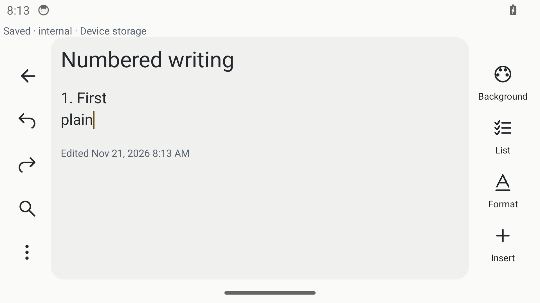 8:13
Saved · internal · Device storage
Numbered writing
1. First
plain
Edited Nov 21, 2026 8:13 AM
Background
List
Format
Insert